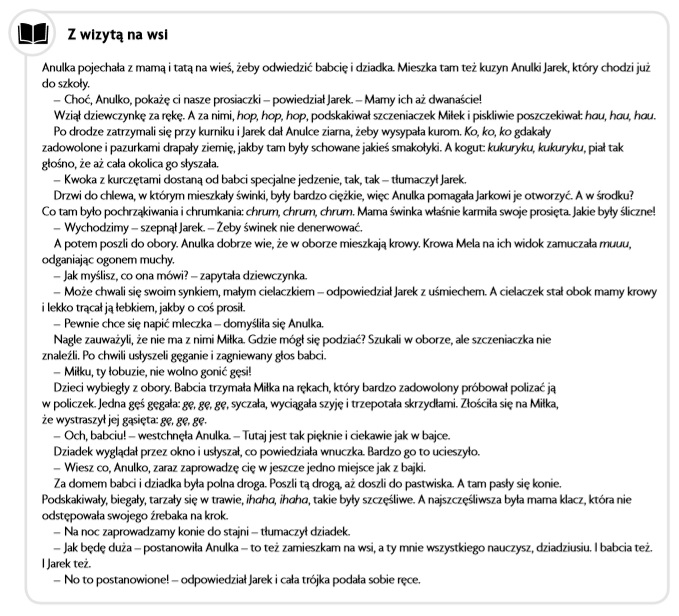 Z wizytą na wsi
Anulka pojechała z mamą i tatą na wieś, żeby odwiedzić babcię i dziadka. Mieszka tam też kuzyn Anulki Jarek, który chodzi już
do szkoły.
– Choć, Anulko, pokażę ci nasze prosiaczki – powiedział Jarek. – Mamy ich aż dwanaście!
Wziął dziewczynkę za rękę. A za nimi, hop, hop, hop, podskakiwał szczeniaczek Miłek i piskliwie poszczekiwał: hau, hau, hau.
Po drodze zatrzymali się przy kurniku i Jarek dał Anulce ziarna, żeby wysypała kurom. Ko, ko, ko gdakały
zadowolone i pazurkami drapały ziemię, jakby tam były schowane jakieś smakołyki. A kogut: kukuryku, kukuryku, piał tak
głośno, że aż cała okolica go słyszała.
– Kwoka z kurczętami dostaną od babci specjalne jedzenie, tak, tak – tłumaczył Jarek.
Drzwi do chlewa, w którym mieszkały świnki, były bardzo ciężkie, więc Anulka pomagała Jarkowi je otworzyć. A w środku?
Co tam było pochrząkiwania i chrumkania: chrum, chrum, chrum. Mama świnka właśnie karmiła swoje prosięta. Jakie były śliczne!
– Wychodzimy – szepnął Jarek. – Żeby świnek nie denerwować.
A potem poszli do obory. Anulka dobrze wie, że w oborze mieszkają krowy. Krowa Mela na ich widok zamuczała muuu,
odganiając ogonem muchy.
– Jak myślisz, co ona mówi? – zapytała dziewczynka.
– Może chwali się swoim synkiem, małym cielaczkiem – odpowiedział Jarek z uśmiechem. A cielaczek stał obok mamy krowy
i lekko trącał ją łebkiem, jakby o coś prosił.
– Pewnie chce się napić mleczka – domyśliła się Anulka.
Nagle zauważyli, że nie ma z nimi Miłka. Gdzie mógł się podziać? Szukali w oborze, ale szczeniaczka nie
znaleźli. Po chwili usłyszeli gęganie i zagniewany głos babci.
– Miłku, ty łobuzie, nie wolno gonić gęsi!
Dzieci wybiegły z obory. Babcia trzymała Miłka na rękach, który bardzo zadowolony próbował polizać ją
w policzek. Jedna gęś gęgała: gę, gę, gę, syczała, wyciągała szyję i trzepotała skrzydłami. Złościła się na Miłka,
że wystraszył jej gąsięta: gę, gę, gę.
– Och, babciu! – westchnęła Anulka. – Tutaj jest tak pięknie i ciekawie jak w bajce.
Dziadek wyglądał przez okno i usłyszał, co powiedziała wnuczka. Bardzo go to ucieszyło.
– Wiesz co, Anulko, zaraz zaprowadzę cię w jeszcze jedno miejsce jak z bajki.
Za domem babci i dziadka była polna droga. Poszli tą drogą, aż doszli do pastwiska. A tam pasły się konie.
Podskakiwały, biegały, tarzały się w trawie, ihaha, ihaha, takie były szczęśliwe. A najszczęśliwsza była mama klacz, która nie
odstępowała swojego źrebaka na krok.
– Na noc zaprowadzamy konie do stajni – tłumaczył dziadek.
– Jak będę duża – postanowiła Anulka – to też zamieszkam na wsi, a ty mnie wszystkiego nauczysz, dziadziusiu. I babcia też.
I Jarek też.
– No to postanowione! – odpowiedział Jarek i cała trójka podała sobie ręce.